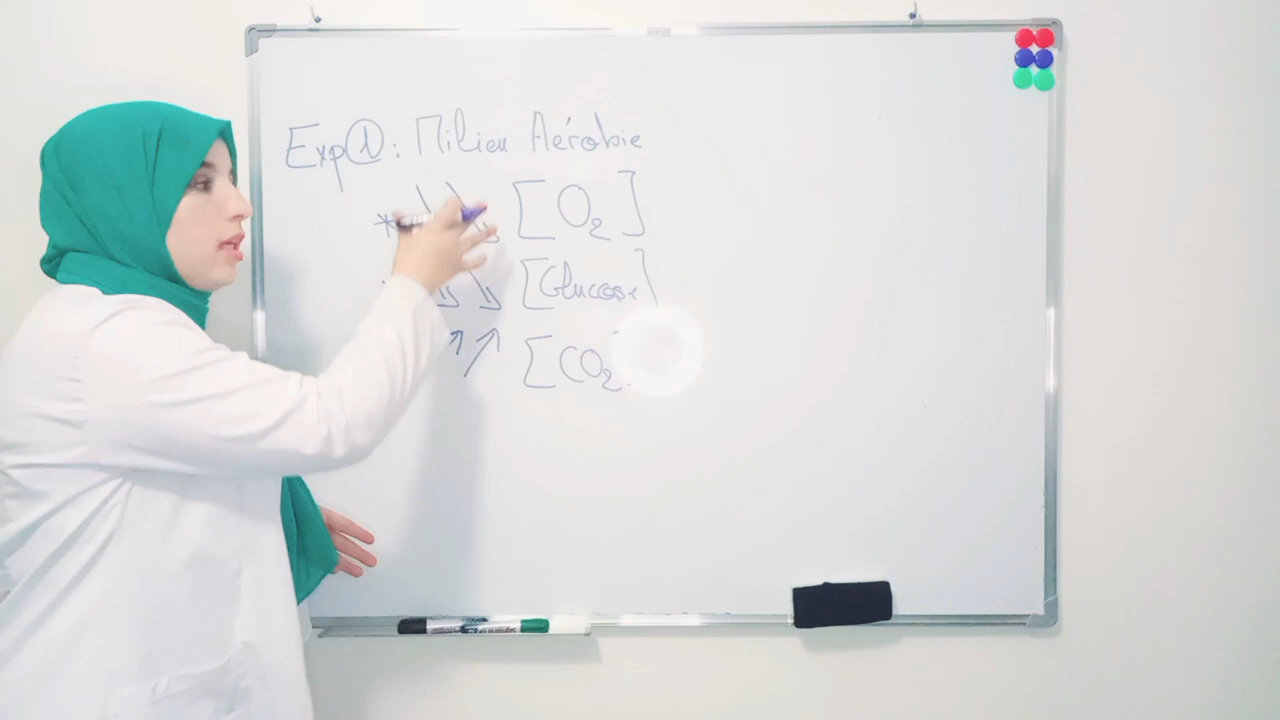 Exp①: Milieu Aérobie
* ↘ ↘ [O₂]
↘ ↘ [Glucose]
↗ ↗ [CO₂